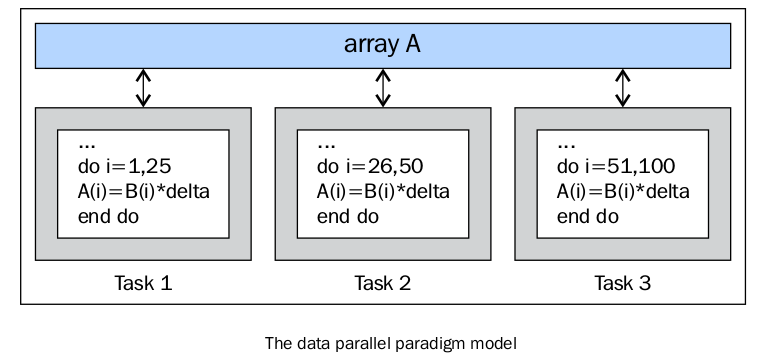 array A
...
do i=1,25
A(i)=B(i)*delta
end do
...
do i=26,50
A(i)=B(i)*delta
end do
...
do i=51,100
A(i)=B(i)*delta
end do
Task 1
Task 2
Task 3
The data parallel paradigm model